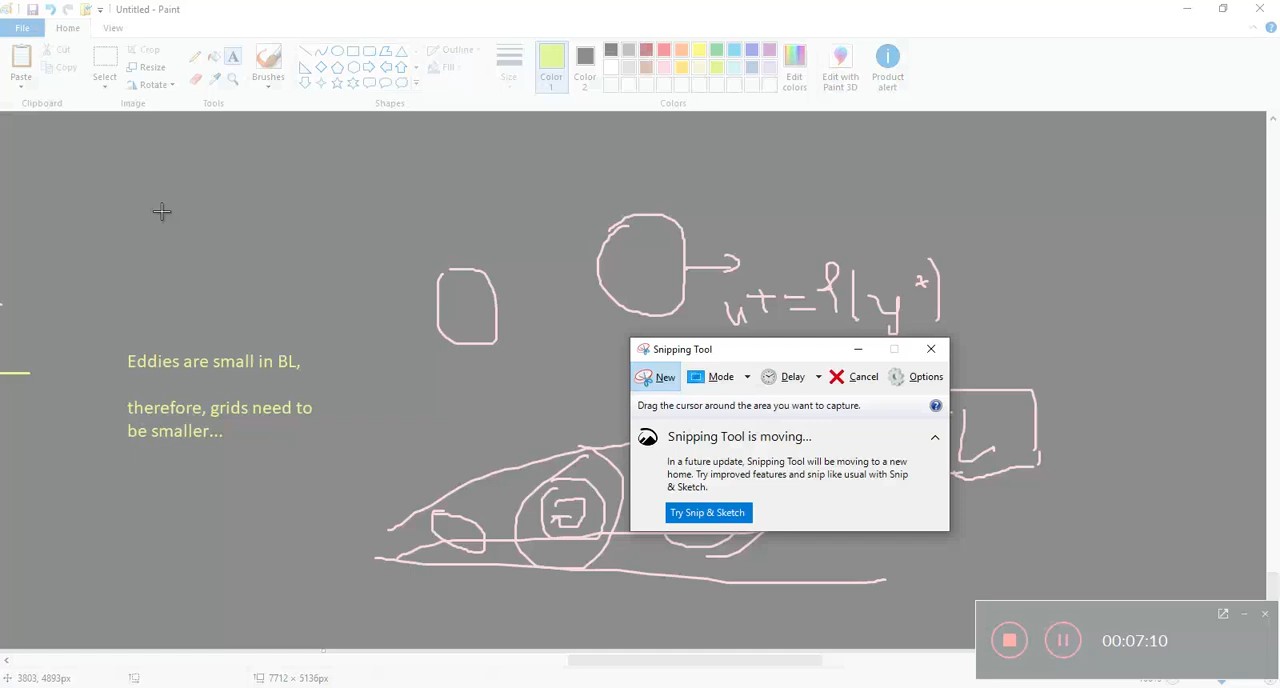 Untitled - Paint
File
Home
View
Paste
Cut
Copy
Clipboard
Select
Crop
Resize
Rotate
Image
A
Tools
Brushes
Shapes
Outline
Fill
Size
Color 1
Color 2
Edit colors
Colors
Edit with Paint 3D
Product alert
u+ = f(y*)
Eddies are small in BL,
therefore, grids need to
be smaller...
Snipping Tool
New
Mode
Delay
Cancel
Options
Drag the cursor around the area you want to capture.
Snipping Tool is moving...
In a future update, Snipping Tool will be moving to a new
home. Try improved features and snip like usual with Snip
& Sketch.
Try Snip & Sketch
00:07:10
3803, 4893px
7712 × 5136px